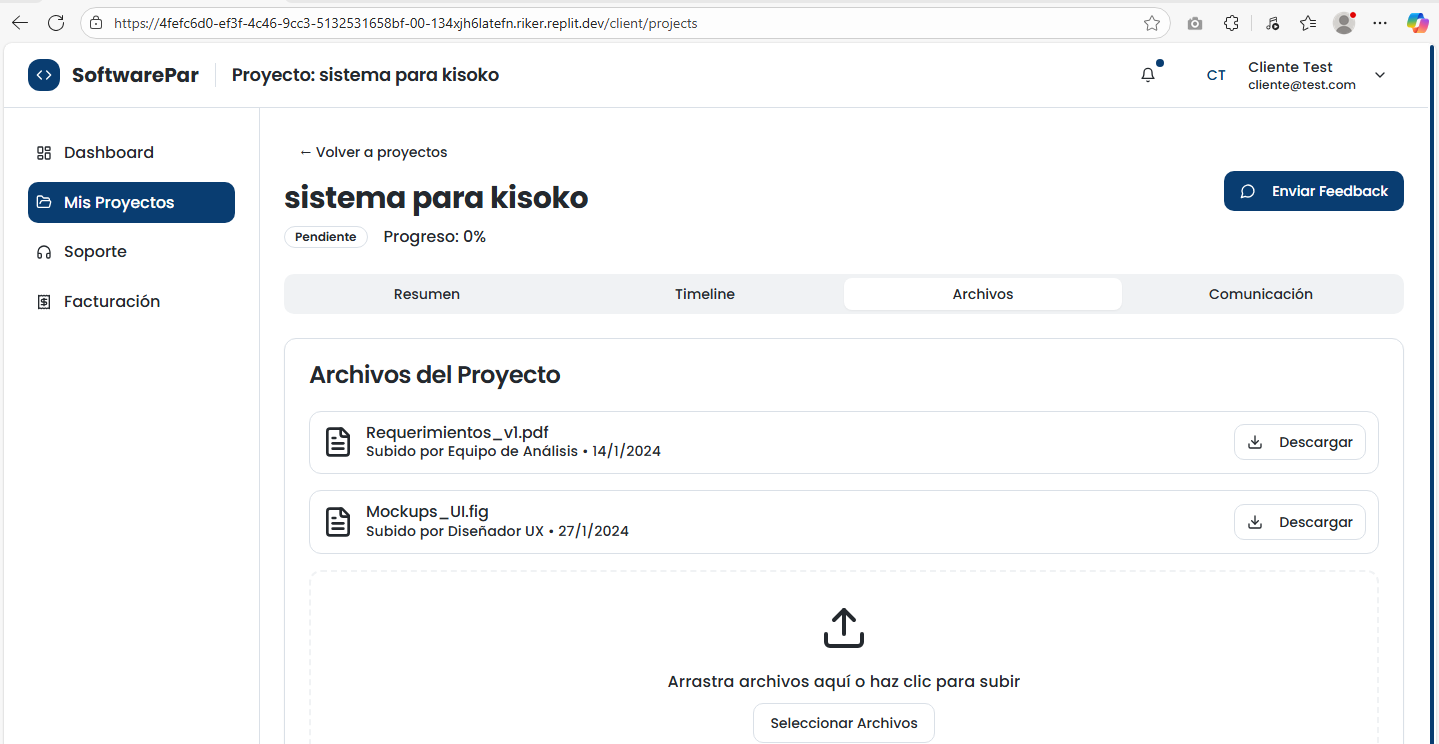 https://4fefc6d0-ef3f-4c46-9cc3-5132531658bf-00-134xjh6latefn.riker.replit.dev/client/projects
SoftwarePar
Proyecto: sistema para kisoko
CT
Cliente Test
cliente@test.com
Dashboard
Mis Proyectos
Soporte
Facturación
← Volver a proyectos
sistema para kisoko
Enviar Feedback
Pendiente
Progreso: 0%
Resumen
Timeline
Archivos
Comunicación
Archivos del Proyecto
Requerimientos_v1.pdf
Subido por Equipo de Análisis • 14/1/2024
Descargar
Mockups_UI.fig
Subido por Diseñador UX • 27/1/2024
Descargar
Arrastra archivos aquí o haz clic para subir
Seleccionar Archivos